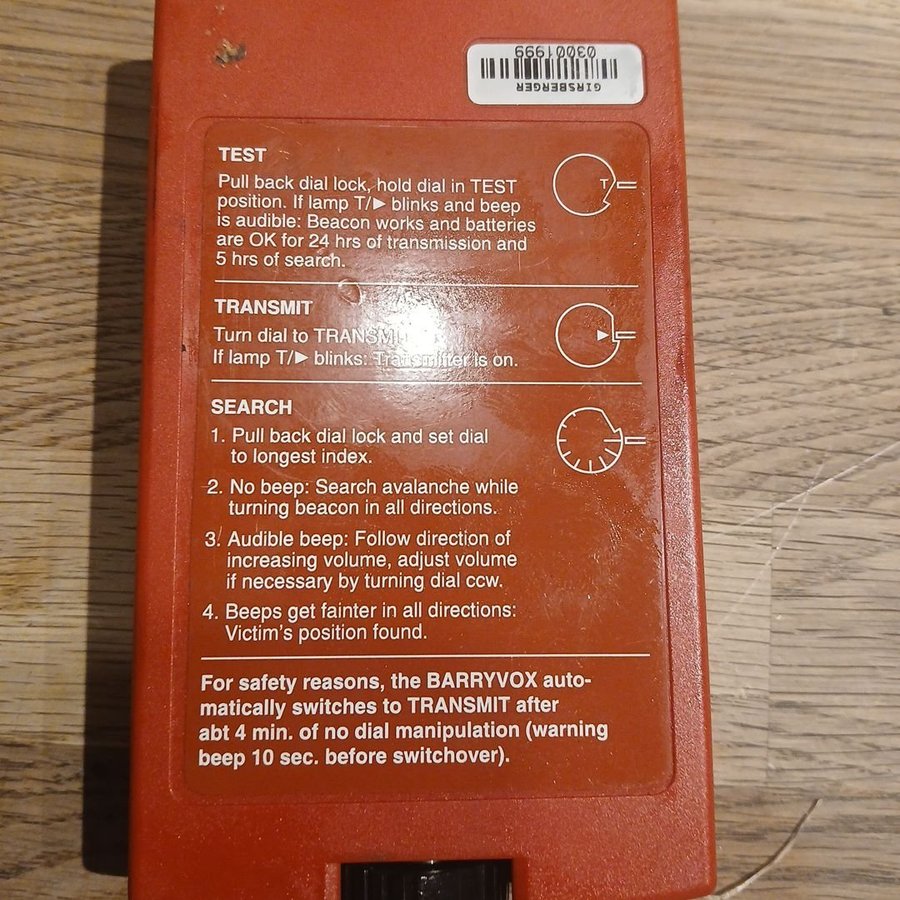 03001999
GIRSBERGER
TEST
Pull back dial lock, hold dial in TEST
position. If lamp T/▶ blinks and beep
is audible: Beacon works and batteries
are OK for 24 hrs of transmission and
5 hrs of search.
T
TRANSMIT
Turn dial to TRANSMIT
If lamp T/▶ blinks: Transmitter is on.
SEARCH
1. Pull back dial lock and set dial
to longest index.
2. No beep: Search avalanche while
turning beacon in all directions.
3. Audible beep: Follow direction of
increasing volume, adjust volume
if necessary by turning dial ccw.
4. Beeps get fainter in all directions:
Victim's position found.
For safety reasons, the BARRYVOX auto-
matically switches to TRANSMIT after
abt 4 min. of no dial manipulation (warning
beep 10 sec. before switchover).